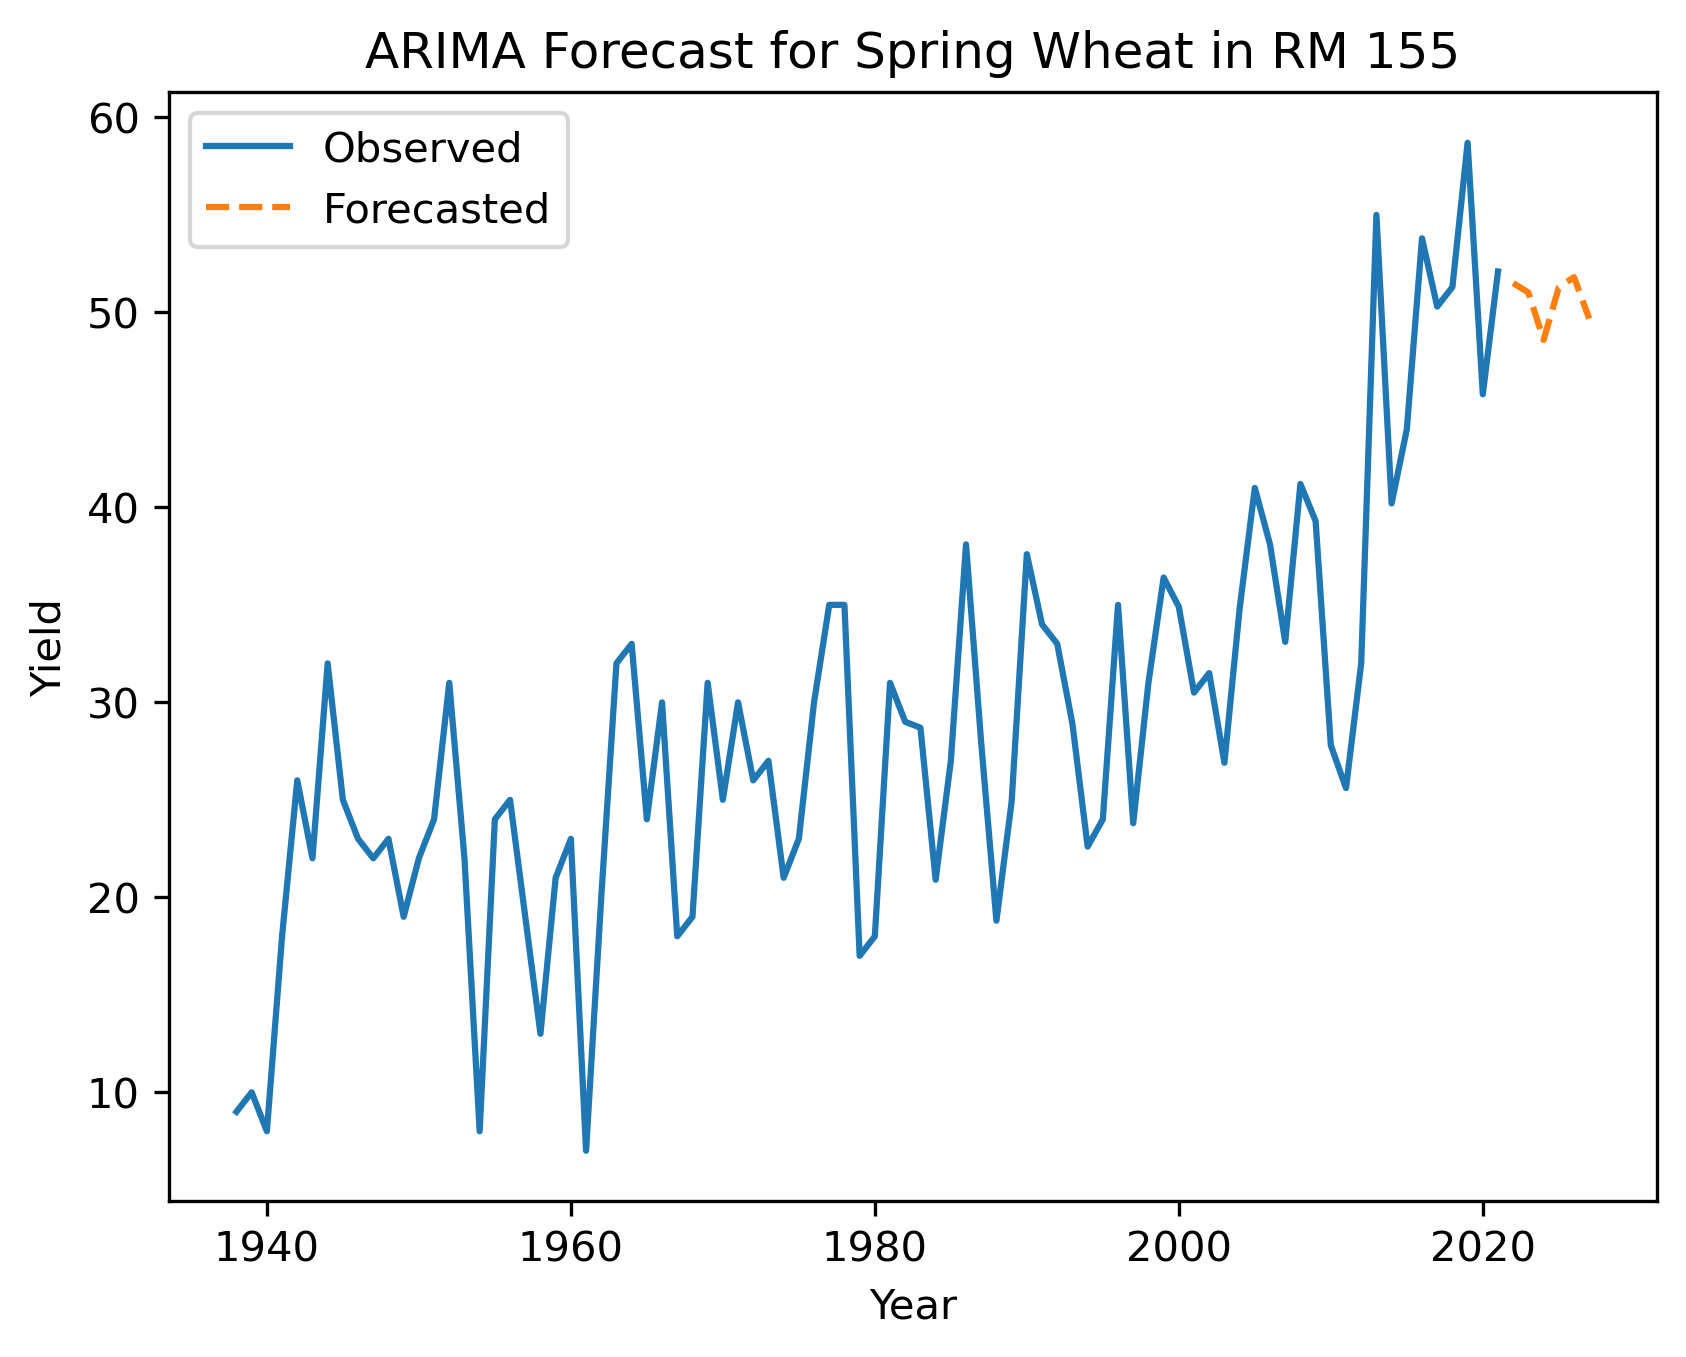 ARIMA Forecast for Spring Wheat in RM 155
Observed
Forecasted
60
50
40
30
20
10
Yield
1940 1960 1980 2000 2020
Year